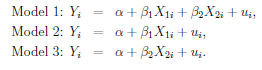 Model 1: Yᵢ = α + β₁X₁ᵢ + β₂X₂ᵢ + uᵢ,
Model 2: Yᵢ = α + β₁X₁ᵢ + uᵢ,
Model 3: Yᵢ = α + β₂X₂ᵢ + uᵢ.